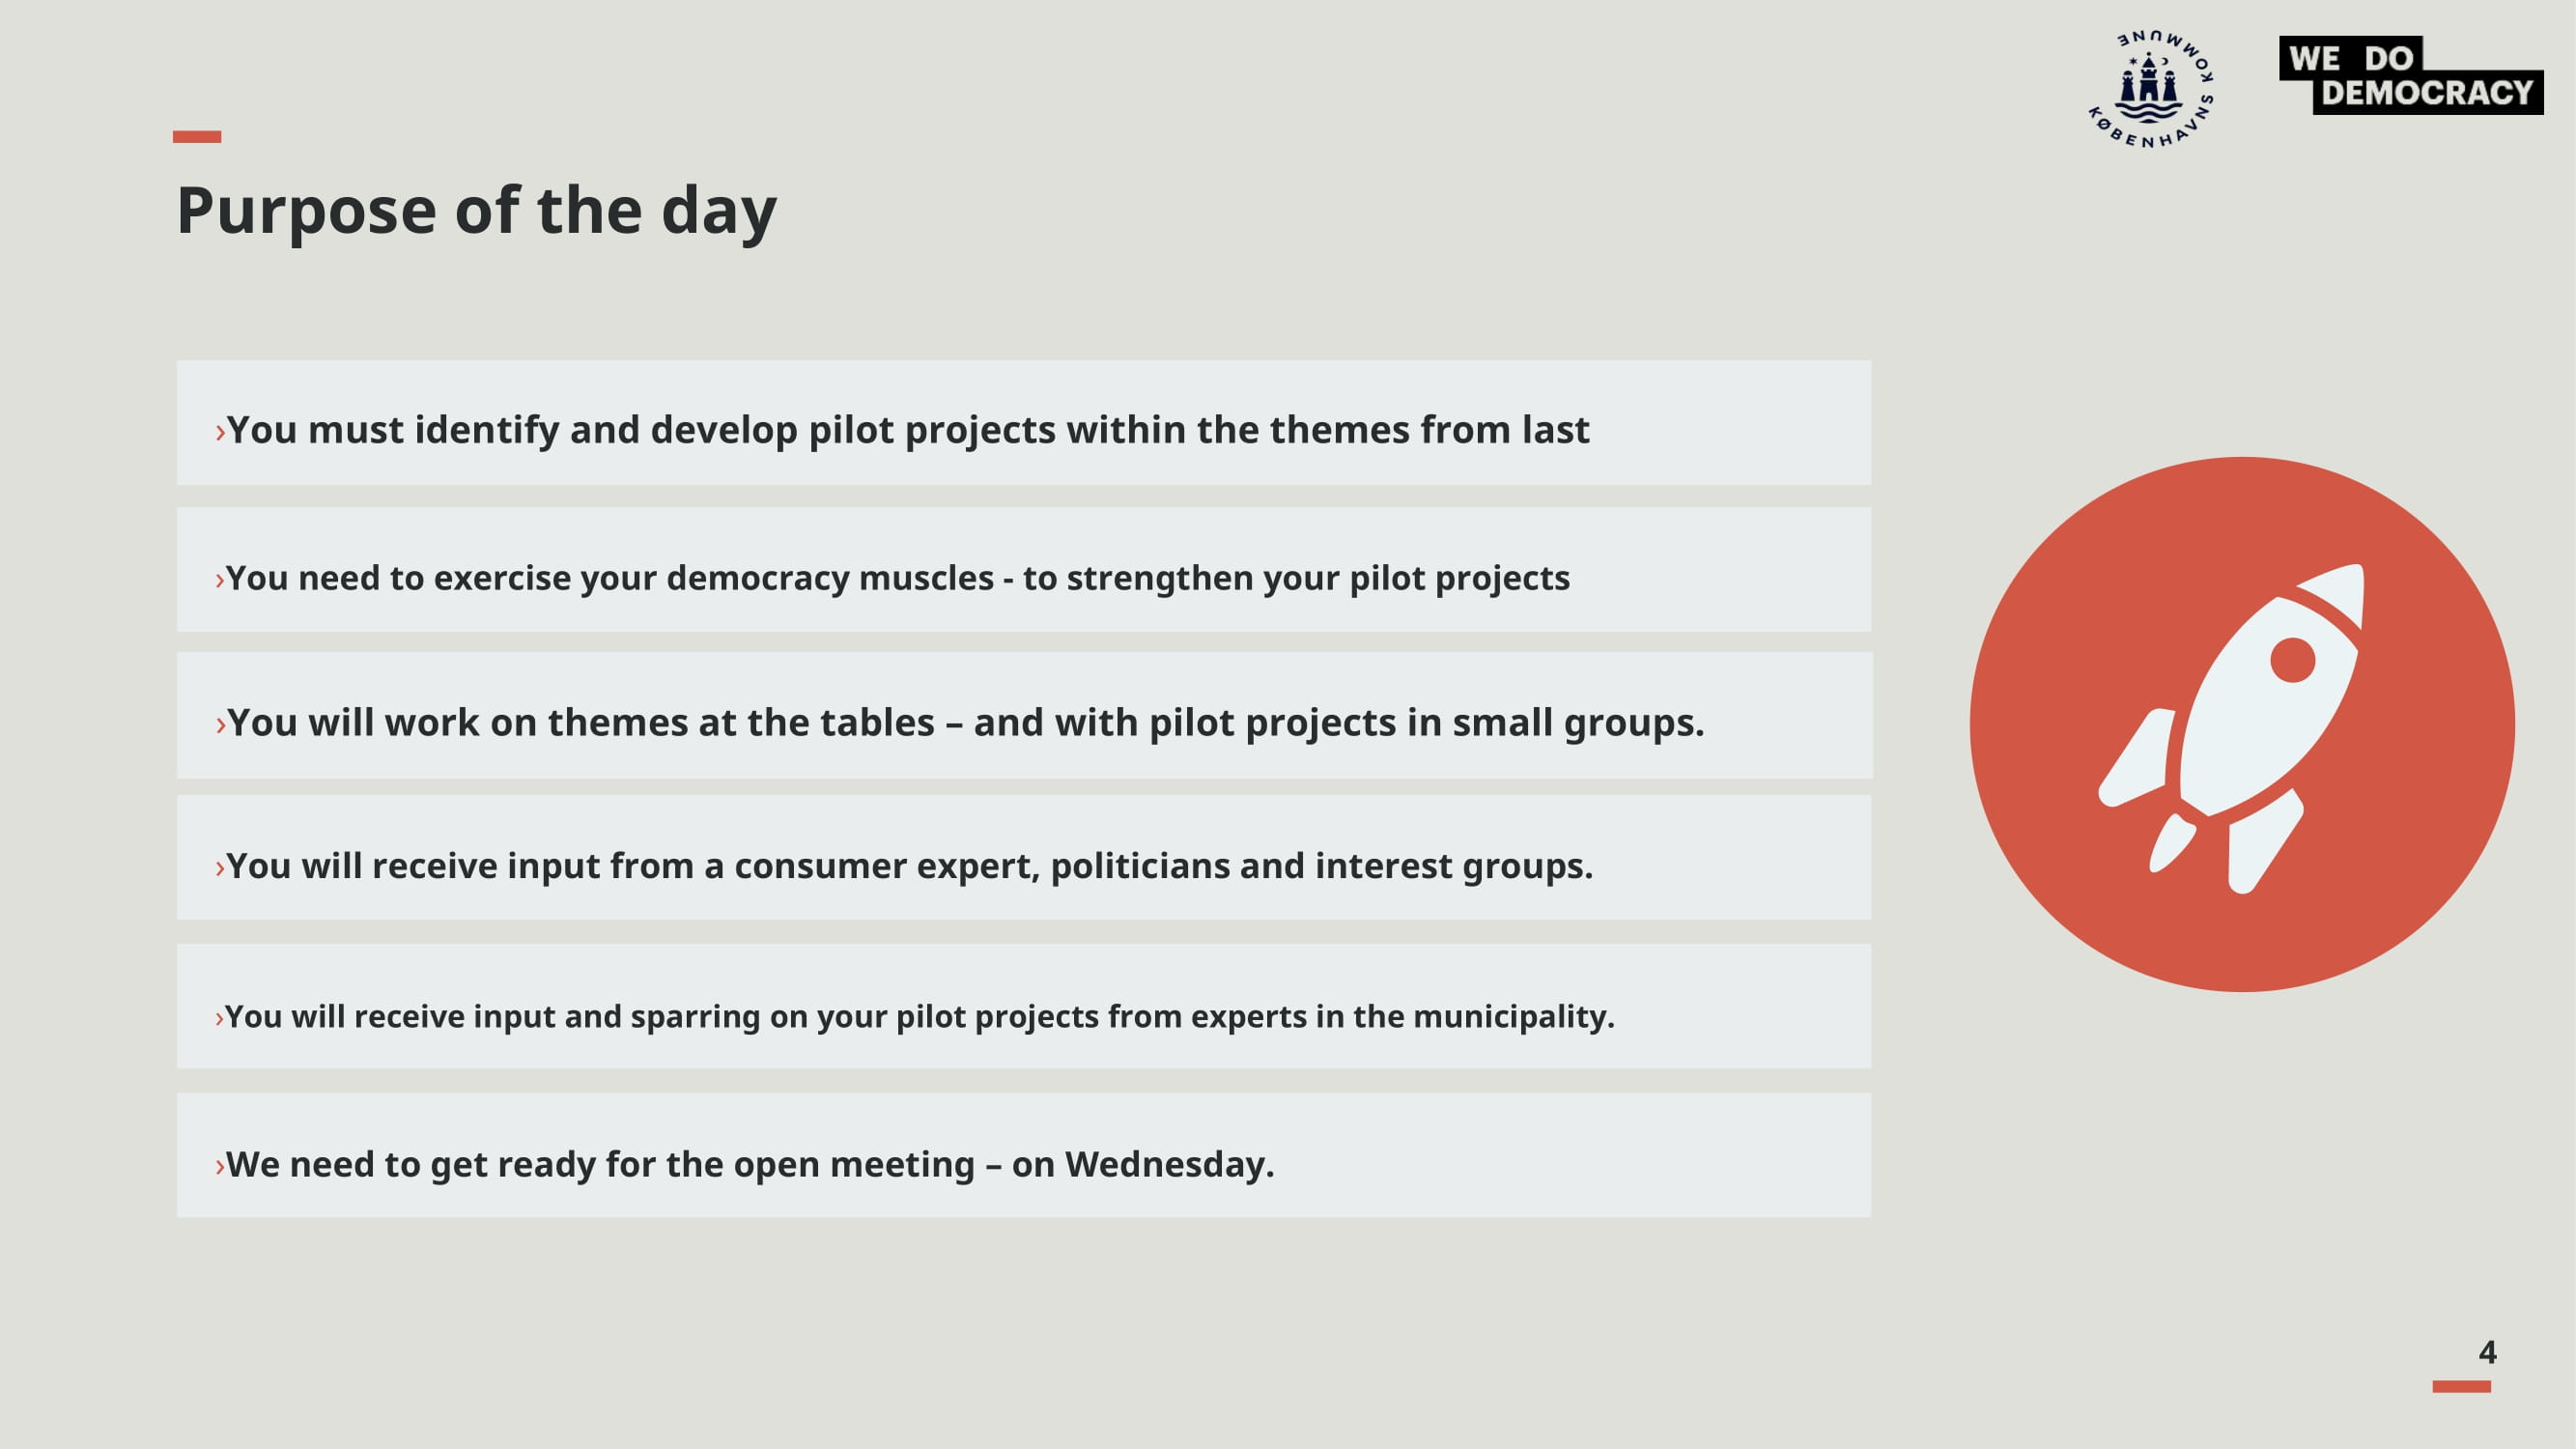 KØBENHAVNS KOMMUNE
WE DO
DEMOCRACY
Purpose of the day
›You must identify and develop pilot projects within the themes from last
›You need to exercise your democracy muscles - to strengthen your pilot projects
›You will work on themes at the tables – and with pilot projects in small groups.
›You will receive input from a consumer expert, politicians and interest groups.
›You will receive input and sparring on your pilot projects from experts in the municipality.
›We need to get ready for the open meeting – on Wednesday.
4